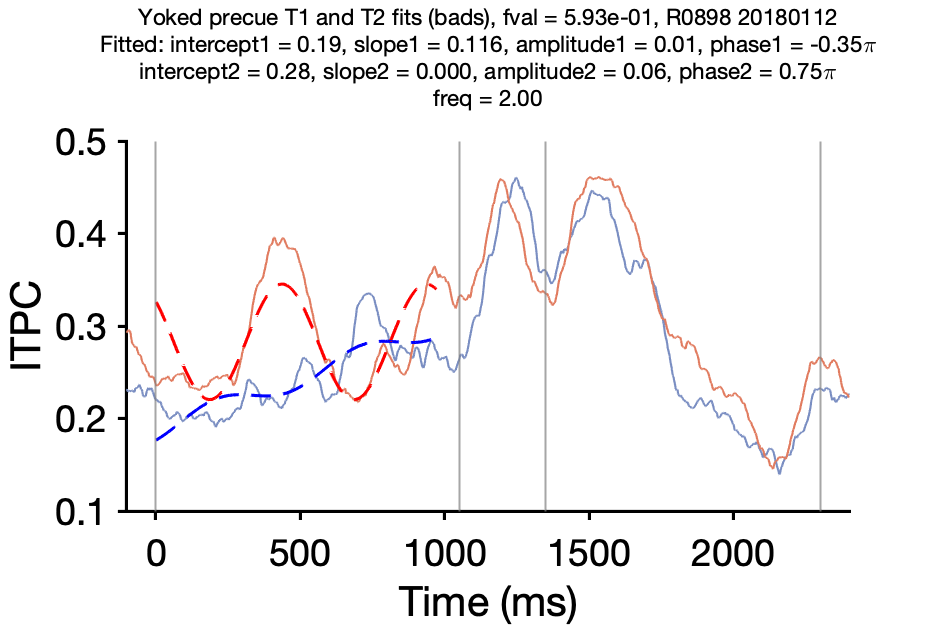 Yoked precue T1 and T2 fits (bads), fval = 5.93e-01, R0898 20180112
Fitted: intercept1 = 0.19, slope1 = 0.116, amplitude1 = 0.01, phase1 = -0.35π
intercept2 = 0.28, slope2 = 0.000, amplitude2 = 0.06, phase2 = 0.75π
freq = 2.00
0.5
0.4
0.3
0.2
0.1
ITPC
0 500 1000 1500 2000
Time (ms)